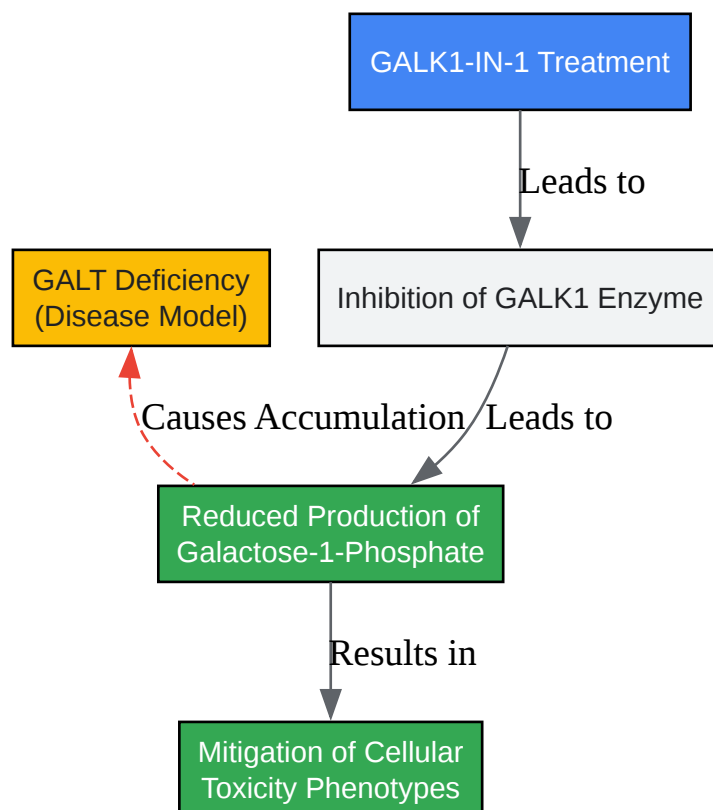 GALK1-IN-1 Treatment
Leads to
GALT Deficiency
(Disease Model)
Inhibition of GALK1 Enzyme
Causes Accumulation
Leads to
Reduced Production of
Galactose-1-Phosphate
Results in
Mitigation of Cellular
Toxicity Phenotypes